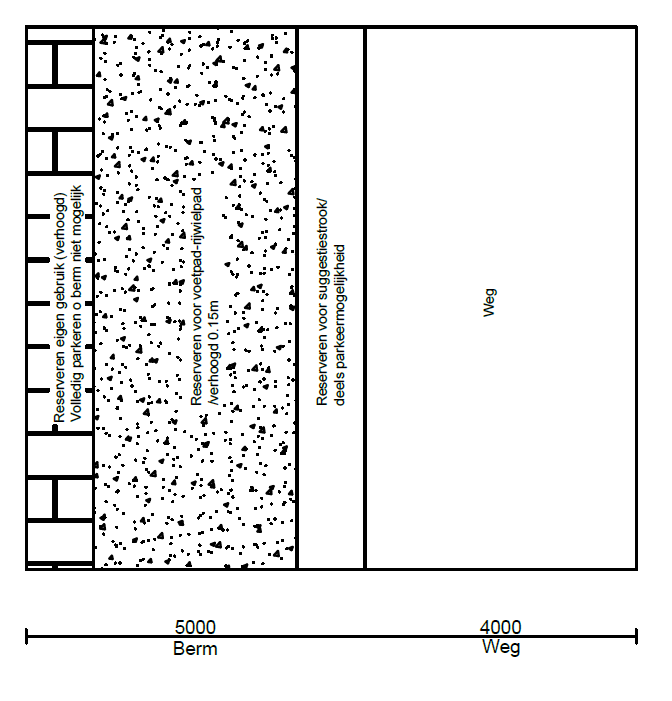 Reserveren eigen gebruik (verhoogd)
Volledig parkeren o berm niet mogelijk
Reserveren voor voetpad-rijwielpad
/verhoogd 0.15m
Reserveren voor suggestiestrook/
deels parkeermogelijkheid
Weg
5000
Berm
4000
Weg